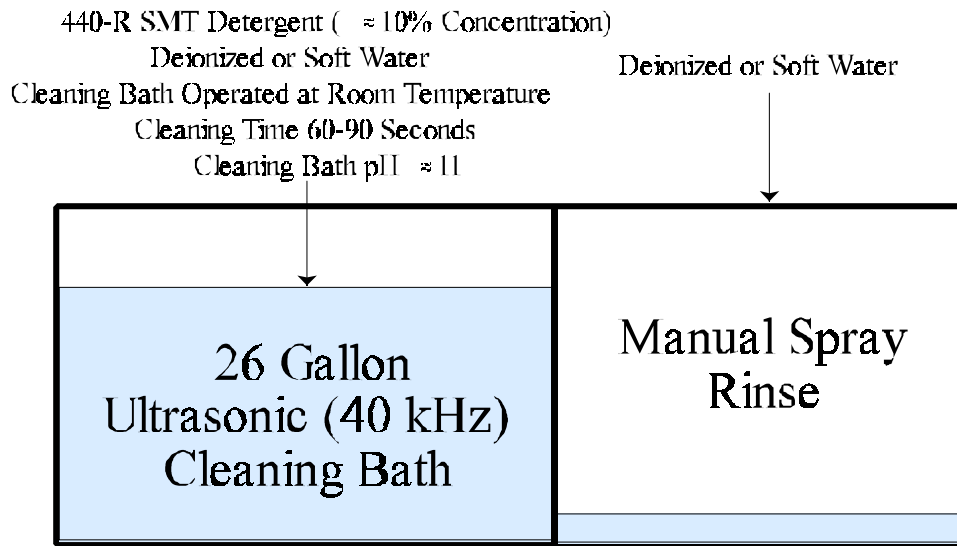 440-R SMT Detergent ( ≈10% Concentration)
Deionized or Soft Water
Cleaning Bath Operated at Room Temperature
Cleaning Time 60-90 Seconds
Cleaning Bath pH ≈11
Deionized or Soft Water
26 Gallon
Ultrasonic (40 kHz)
Cleaning Bath
Manual Spray
Rinse